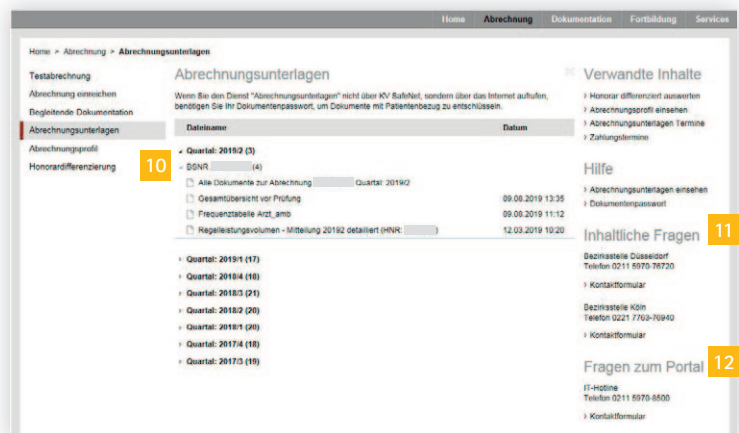 Home Abrechnung Dokumentation Fortbildung Services
Home > Abrechnung > Abrechnungsunterlagen
Testabrechnung
Abrechnung einreichen
Begleitende Dokumentation
Abrechnungsunterlagen
Abrechnungsprofil
Honorardifferenzierung
Abrechnungsunterlagen
Wenn Sie den Dienst "Abrechnungsunterlagen" nicht über KV SafeNet, sondern über das Internet aufrufen,
benötigen Sie Ihr Dokumentenpasswort, um Dokumente mit Patientenbezug zu entschlüsseln.
Dateiname Datum
Quartal: 2019/2 (3)
10
BSNR (4)
Alle Dokumente zur Abrechnung Quartal: 2019/2
Gesamtübersicht vor Prüfung 09.08.2019 13:35
Frequenztabelle Arzt_amb 09.08.2019 11:12
Regelleistungsvolumen - Mitteilung 20192 detailliert (HNR: ) 12.03.2019 10:20
Quartal: 2019/1 (17)
Quartal: 2018/4 (18)
Quartal: 2018/3 (21)
Quartal: 2018/2 (20)
Quartal: 2018/1 (20)
Quartal: 2017/4 (18)
Quartal: 2017/3 (19)
Verwandte Inhalte
Honorar differenziert auswerten
Abrechnungsprofil einsehen
Abrechnungsunterlagen Termine
Zahlungstermine
Hilfe
Abrechnungsunterlagen einsehen
Dokumentenpasswort
Inhaltliche Fragen 11
Bezirksstelle Düsseldorf
Telefon 0211 5970-76720
Kontaktformular
Bezirksstelle Köln
Telefon 0221 7763-76940
Kontaktformular
Fragen zum Portal 12
IT-Hotline
Telefon 0211 5970-8500
Kontaktformular